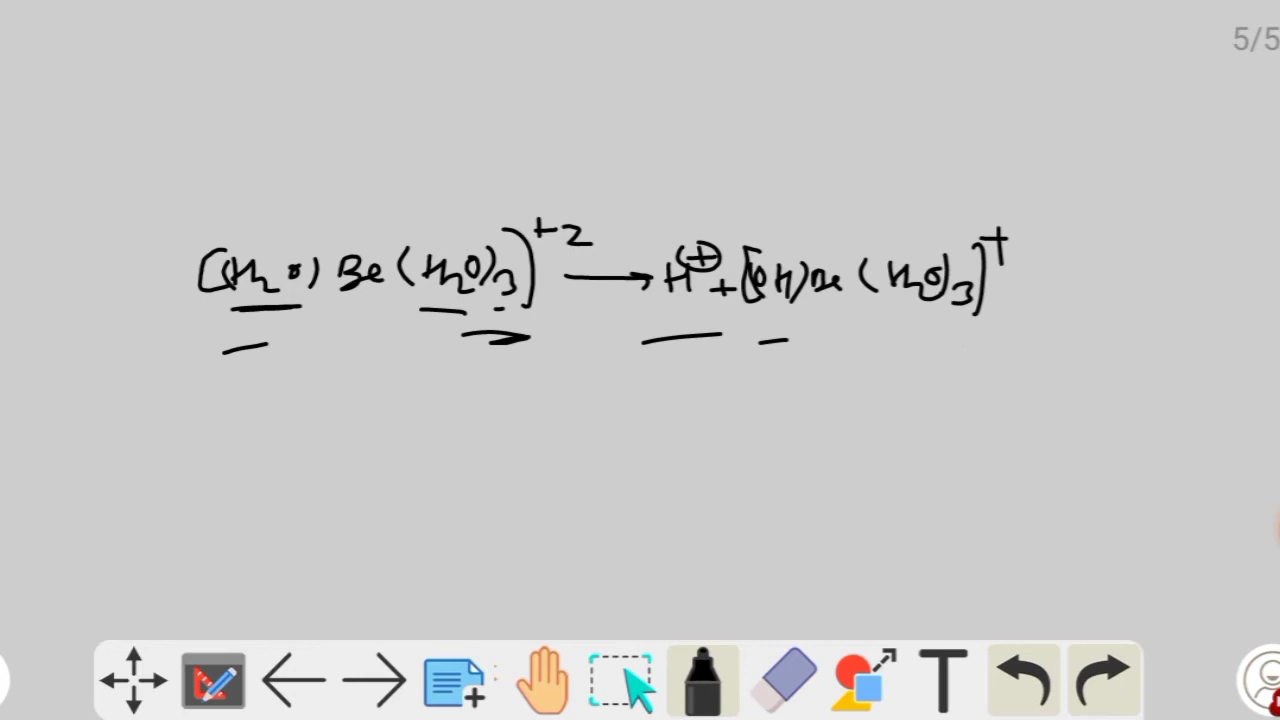 5/5
[(H2O) Be (H2O)3]+2 → H⊕ + [(OH)Be (H2O)3]+
T